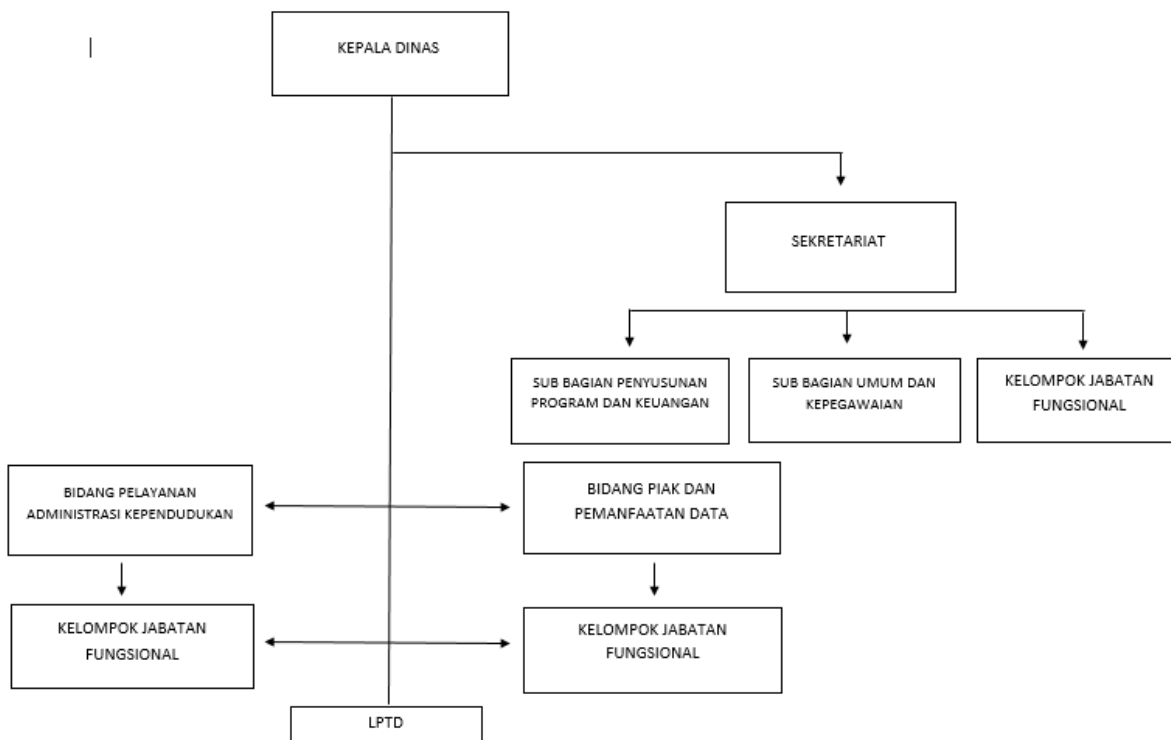 KEPALA DINAS
SEKRETARIAT
SUB BAGIAN PENYUSUNAN
PROGRAM DAN KEUANGAN
SUB BAGIAN UMUM DAN
KEPEGAWAIAN
KELOMPOK JABATAN
FUNGSIONAL
BIDANG PELAYANAN
ADMINISTRASI KEPENDUDUKAN
BIDANG PIAK DAN
PEMANFAATAN DATA
KELOMPOK JABATAN
FUNGSIONAL
KELOMPOK JABATAN
FUNGSIONAL
LPTD